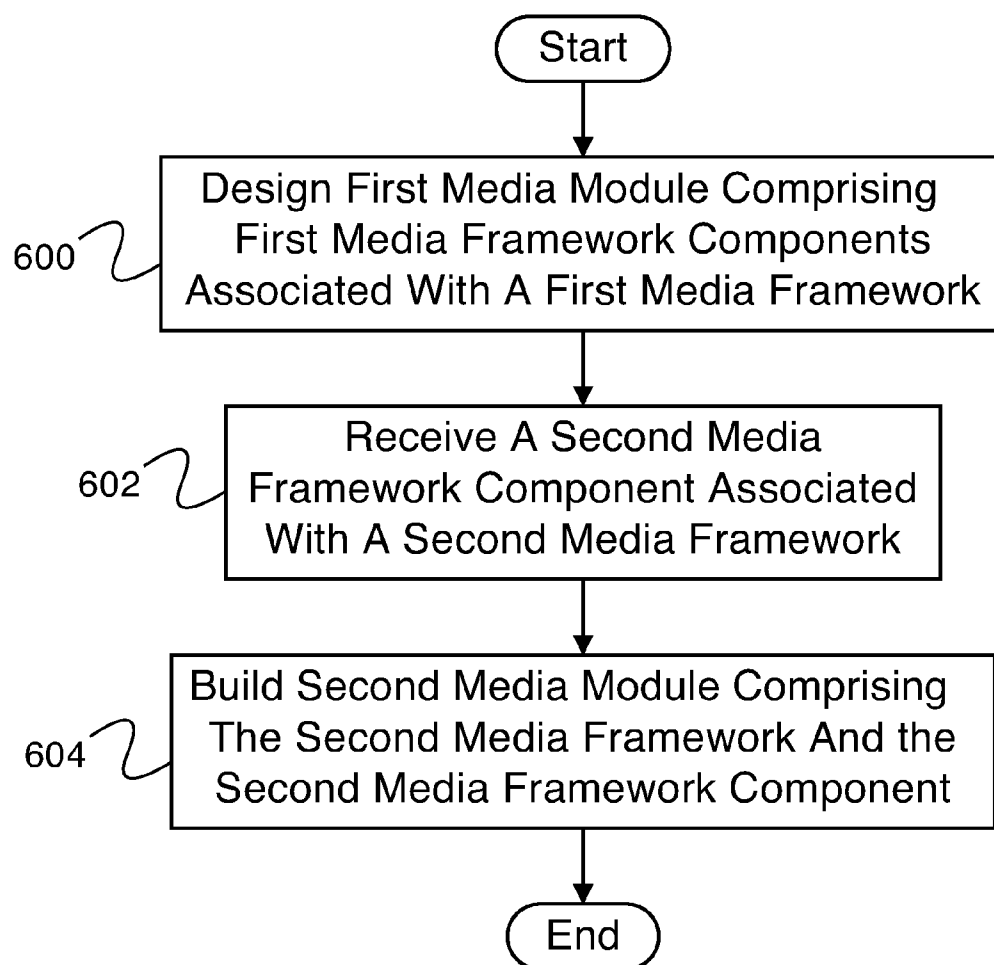 Start
Design First Media Module Comprising
First Media Framework Components
Associated With A First Media Framework
600
Receive A Second Media
Framework Component Associated
With A Second Media Framework
602
Build Second Media Module Comprising
The Second Media Framework And the
Second Media Framework Component
604
End